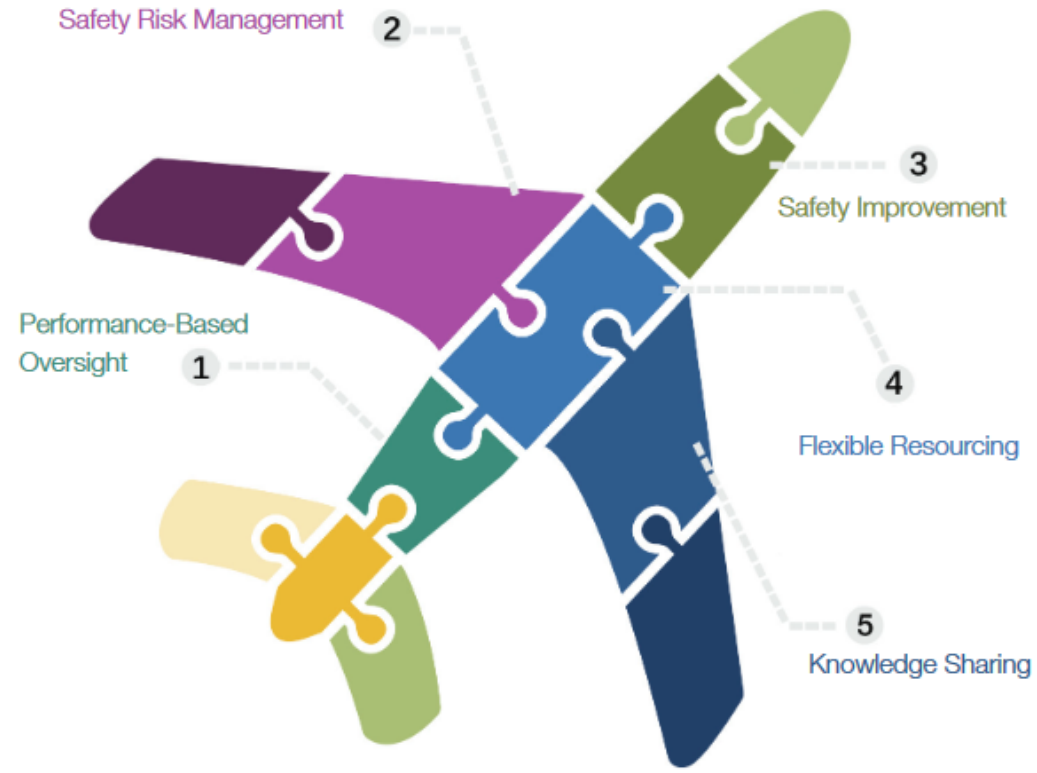 Safety Risk Management
2
3
Safety Improvement
Performance-Based
Oversight
1
4
Flexible Resourcing
5
Knowledge Sharing